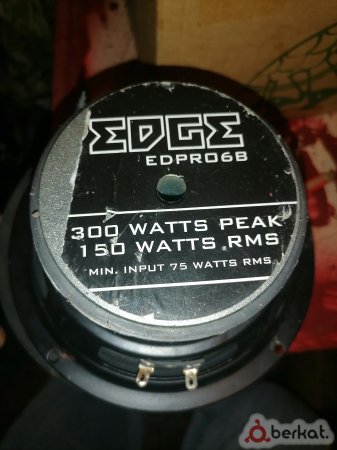 EDGE
EDPRO6B
300 WATTS PEAK
150 WATTS RMS
MIN. INPUT 75 WATTS RMS
berkat.